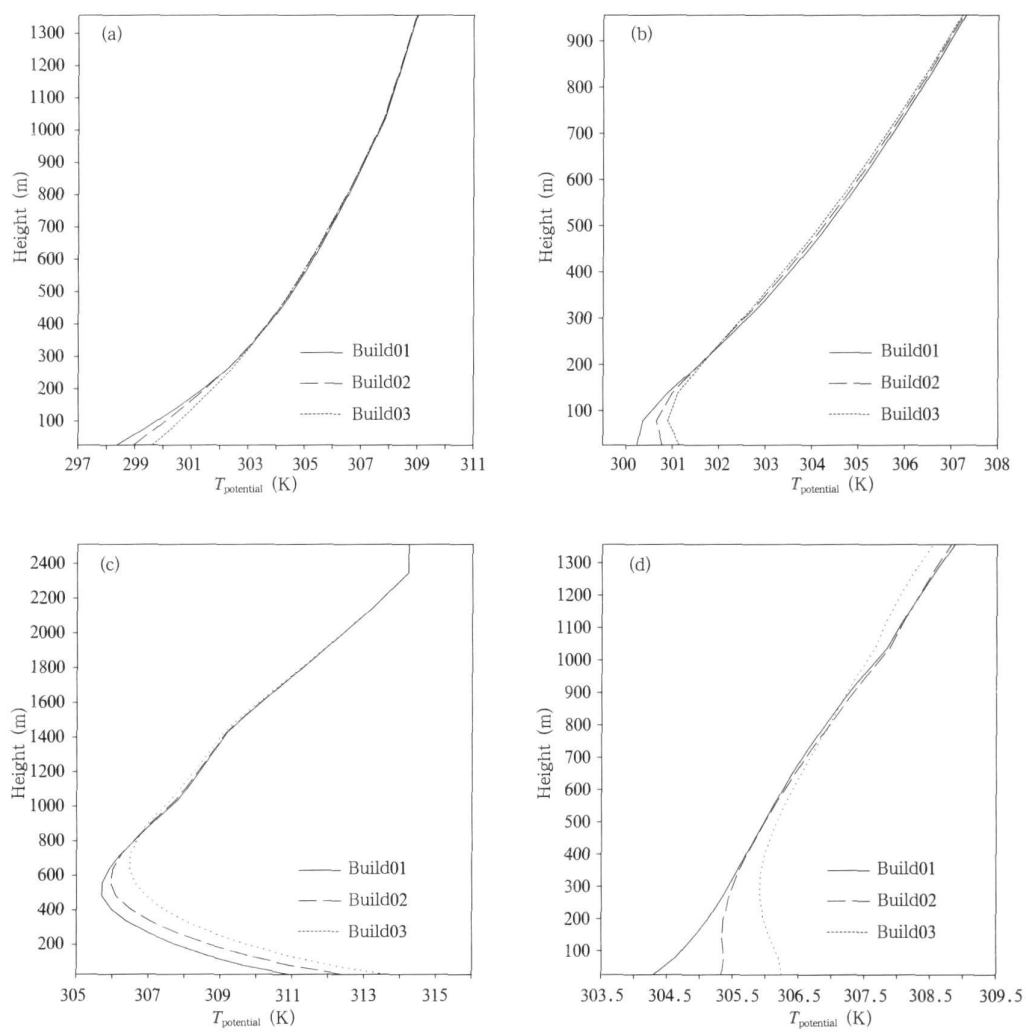 (a)
1300
1200
1100
1000
900
800
700
600
500
400
300
200
100
Height (m)
Build01
Build02
Build03
297 299 301 303 305 307 309 311
T_potential (K)
(b)
900
800
700
600
500
400
300
200
100
Height (m)
Build01
Build02
Build03
300 301 302 303 304 305 306 307 308
T_potential (K)
(c)
2400
2200
2000
1800
1600
1400
1200
1000
800
600
400
200
Height (m)
Build01
Build02
Build03
305 307 309 311 313 315
T_potential (K)
(d)
1300
1200
1100
1000
900
800
700
600
500
400
300
200
100
Height (m)
Build01
Build02
Build03
303.5 304.5 305.5 306.5 307.5 308.5 309.5
T_potential (K)